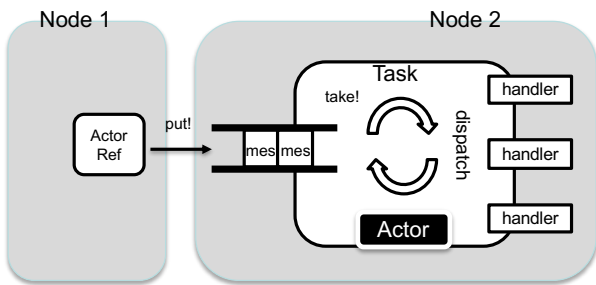 Node 1
Node 2
Task
take!
handler
put!
Actor
Ref
mes mes
dispatch
handler
handler
Actor